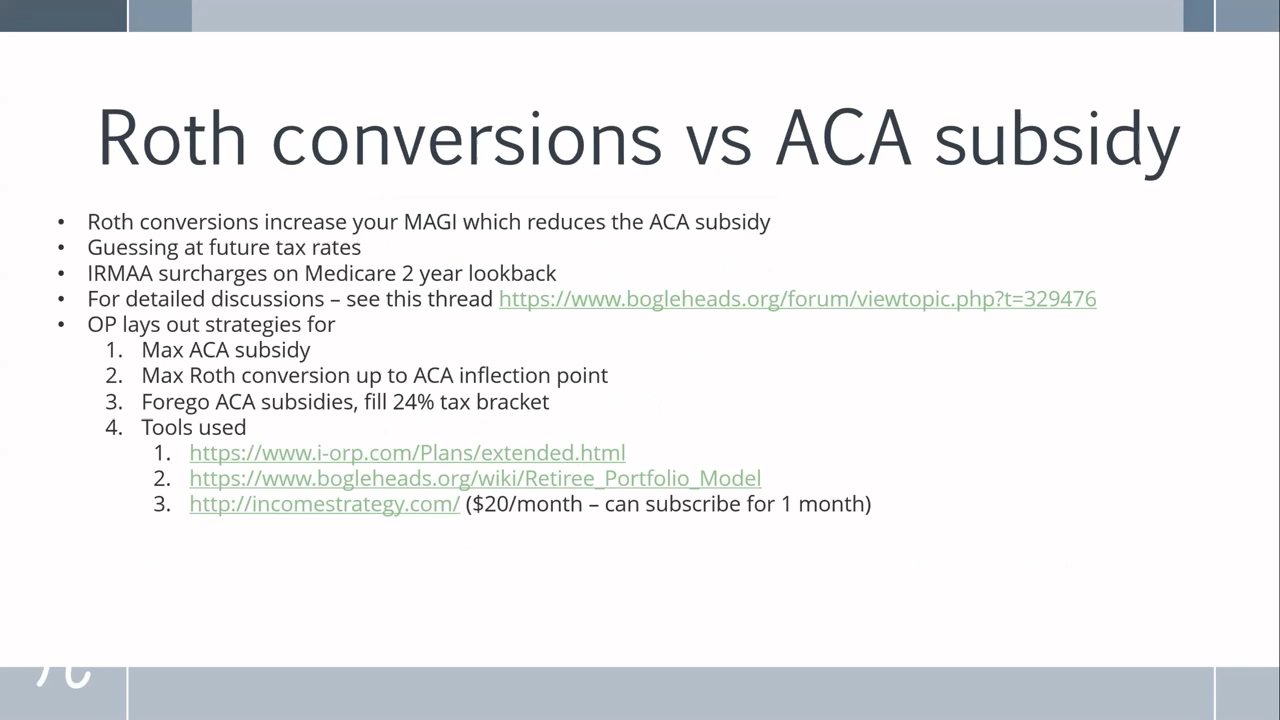 Roth conversions vs ACA subsidy
• Roth conversions increase your MAGI which reduces the ACA subsidy
• Guessing at future tax rates
• IRMAA surcharges on Medicare 2 year lookback
• For detailed discussions – see this thread https://www.bogleheads.org/forum/viewtopic.php?t=329476
• OP lays out strategies for
1. Max ACA subsidy
2. Max Roth conversion up to ACA inflection point
3. Forego ACA subsidies, fill 24% tax bracket
4. Tools used
1. https://www.i-orp.com/Plans/extended.html
2. https://www.bogleheads.org/wiki/Retiree_Portfolio_Model
3. http://incomestrategy.com/ ($20/month – can subscribe for 1 month)